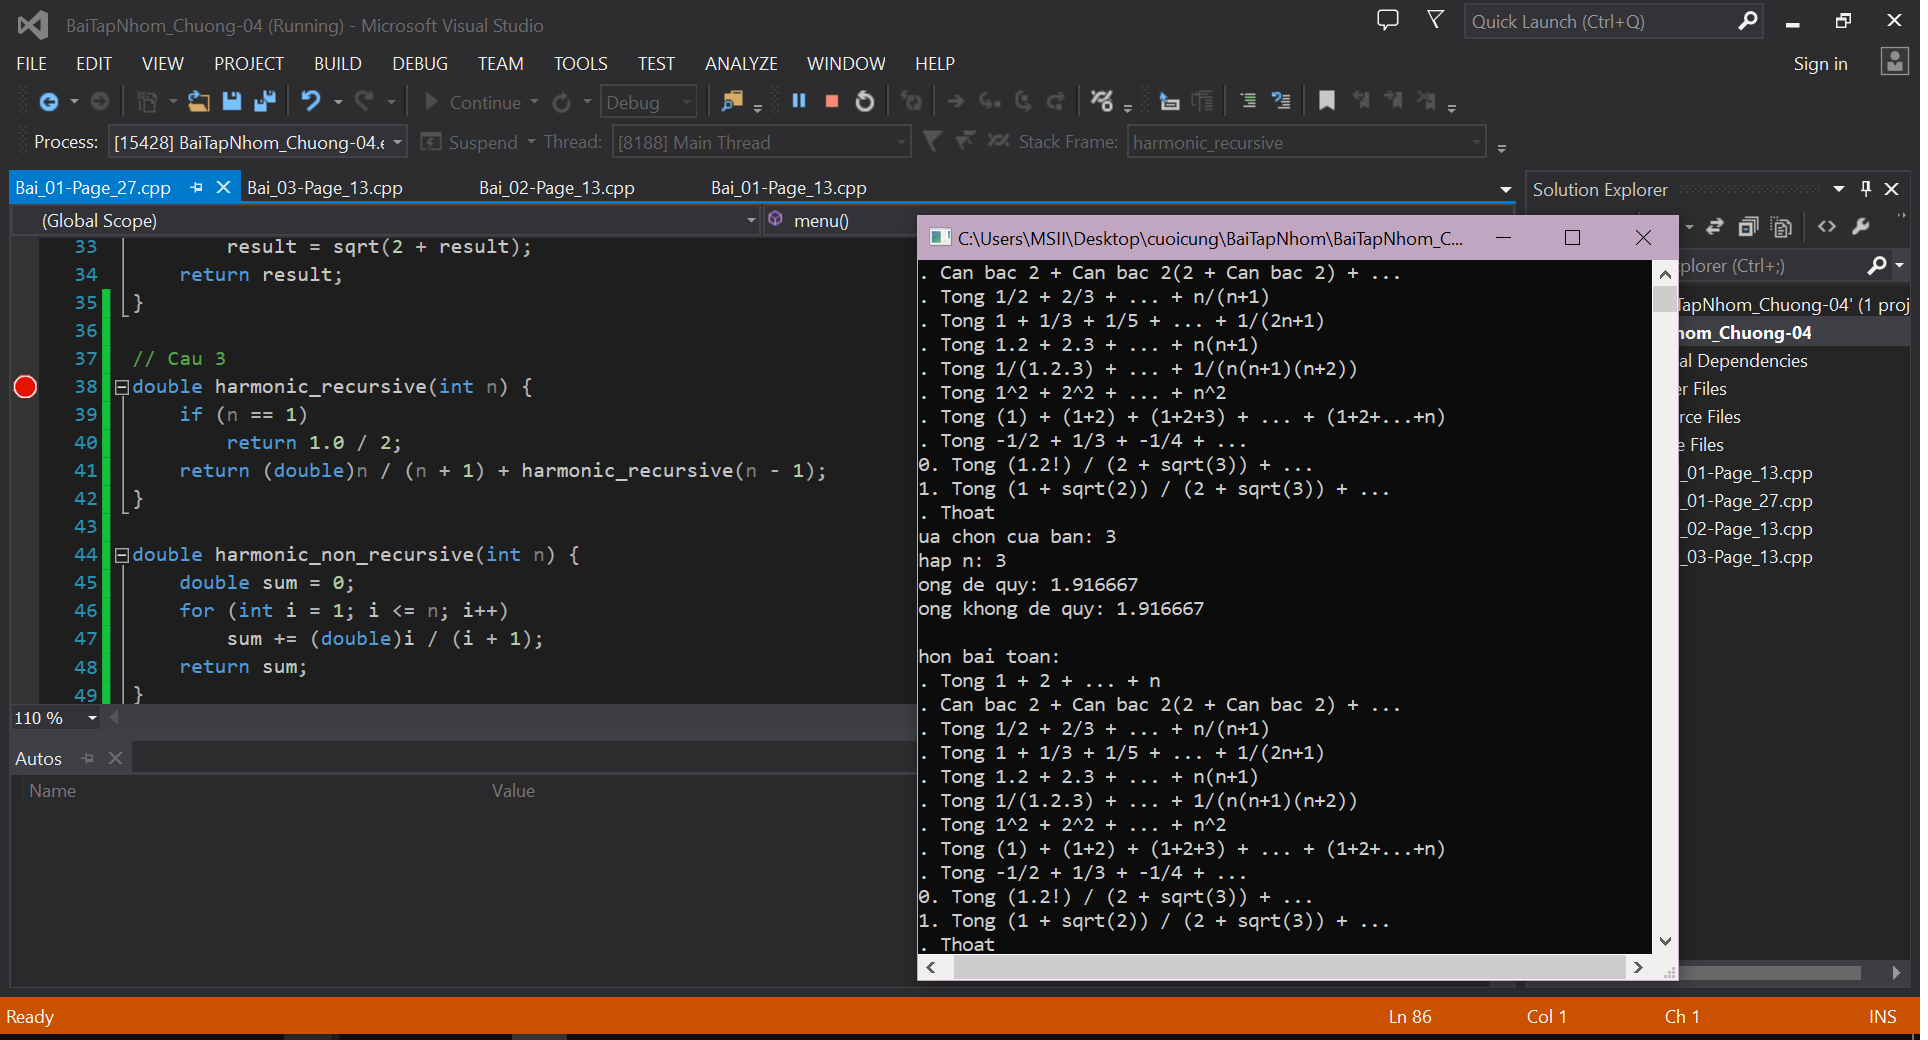 BaiTapNhom_Chuong-04 (Running) - Microsoft Visual Studio
Quick Launch (Ctrl+Q)
FILE EDIT VIEW PROJECT BUILD DEBUG TEAM TOOLS TEST ANALYZE WINDOW HELP
Sign in
Continue
Debug
Process: [15428] BaiTapNhom_Chuong-04.e
Suspend
Thread: [8188] Main Thread
Stack Frame: harmonic_recursive
Bai_01-Page_27.cpp Bai_03-Page_13.cpp Bai_02-Page_13.cpp Bai_01-Page_13.cpp
(Global Scope)
menu()
33 result = sqrt(2 + result);
34 return result;
35 }
36
37 // Cau 3
38 double harmonic_recursive(int n) {
39 if (n == 1)
40 return 1.0 / 2;
41 return (double)n / (n + 1) + harmonic_recursive(n - 1);
42 }
43
44 double harmonic_non_recursive(int n) {
45 double sum = 0;
46 for (int i = 1; i <= n; i++)
47 sum += (double)i / (i + 1);
48 return sum;
49 }
110 %
Autos
Name Value
C:\Users\MSII\Desktop\cuoicung\BaiTapNhom\BaiTapNhom_C...
. Can bac 2 + Can bac 2(2 + Can bac 2) + ...
. Tong 1/2 + 2/3 + ... + n/(n+1)
. Tong 1 + 1/3 + 1/5 + ... + 1/(2n+1)
. Tong 1.2 + 2.3 + ... + n(n+1)
. Tong 1/(1.2.3) + ... + 1/(n(n+1)(n+2))
. Tong 1^2 + 2^2 + ... + n^2
. Tong (1) + (1+2) + (1+2+3) + ... + (1+2+...+n)
. Tong -1/2 + 1/3 + -1/4 + ...
0. Tong (1.2!) / (2 + sqrt(3)) + ...
1. Tong (1 + sqrt(2)) / (2 + sqrt(3)) + ...
. Thoat
ua chon cua ban: 3
hap n: 3
ong de quy: 1.916667
ong khong de quy: 1.916667
hon bai toan:
. Tong 1 + 2 + ... + n
. Can bac 2 + Can bac 2(2 + Can bac 2) + ...
. Tong 1/2 + 2/3 + ... + n/(n+1)
. Tong 1 + 1/3 + 1/5 + ... + 1/(2n+1)
. Tong 1.2 + 2.3 + ... + n(n+1)
. Tong 1/(1.2.3) + ... + 1/(n(n+1)(n+2))
. Tong 1^2 + 2^2 + ... + n^2
. Tong (1) + (1+2) + (1+2+3) + ... + (1+2+...+n)
. Tong -1/2 + 1/3 + -1/4 + ...
0. Tong (1.2!) / (2 + sqrt(3)) + ...
1. Tong (1 + sqrt(2)) / (2 + sqrt(3)) + ...
. Thoat
Solution Explorer
plorer (Ctrl+;)
TapNhom_Chuong-04' (1 proj
hom_Chuong-04
al Dependencies
er Files
rce Files
e Files
_01-Page_13.cpp
_01-Page_27.cpp
_02-Page_13.cpp
_03-Page_13.cpp
Ready
Ln 86
Col 1
Ch 1
INS